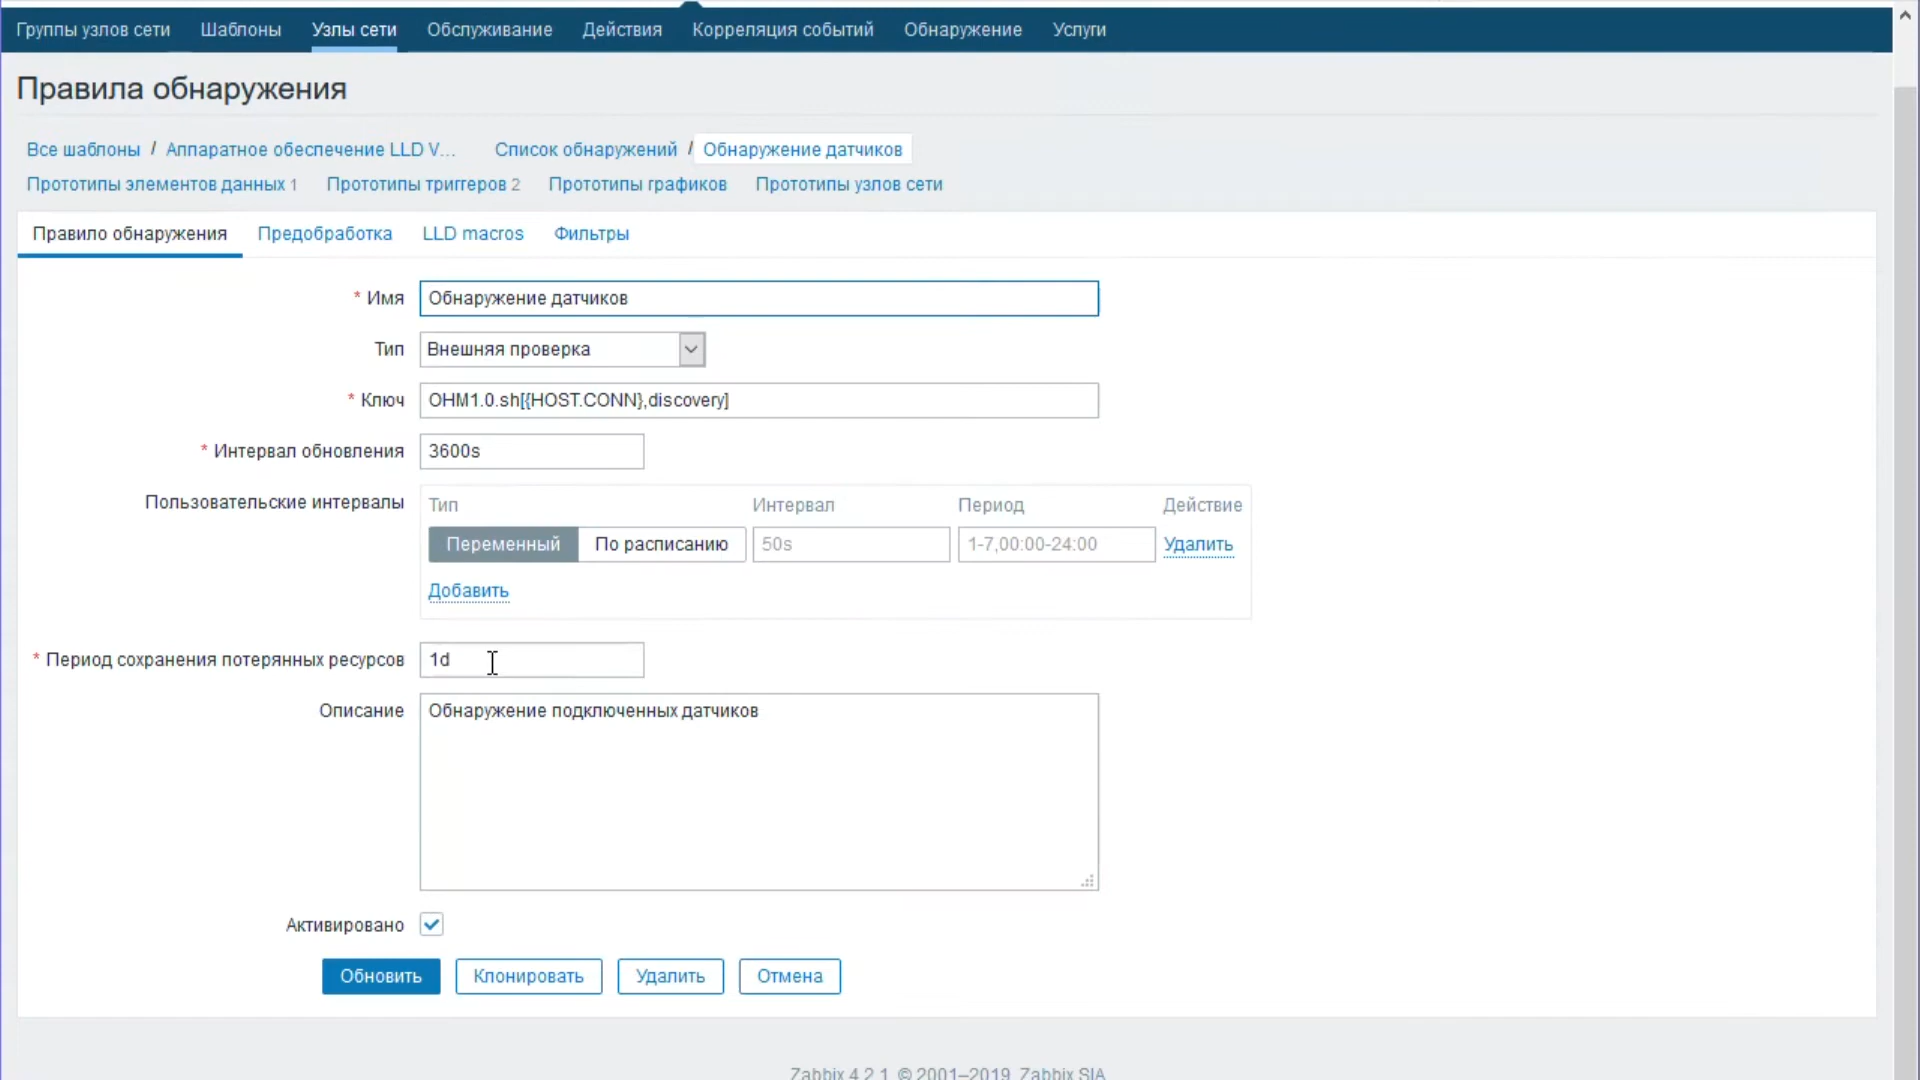 Группы узлов сети Шаблоны Узлы сети Обслуживание Действия Корреляция событий Обнаружение Услуги
Правила обнаружения
Все шаблоны / Аппаратное обеспечение LLD V... Список обнаружений / Обнаружение датчиков
Прототипы элементов данных 1 Прототипы триггеров 2 Прототипы графиков Прототипы узлов сети
Правило обнаружения Предобработка LLD macros Фильтры
* Имя Обнаружение датчиков
Тип Внешняя проверка
* Ключ OHM1.0.sh[{HOST.CONN},discovery]
* Интервал обновления 3600s
Пользовательские интервалы Тип Интервал Период Действие
Переменный По расписанию 50s 1-7,00:00-24:00 Удалить
Добавить
* Период сохранения потерянных ресурсов 1d
Описание Обнаружение подключенных датчиков
Активировано
Обновить Клонировать Удалить Отмена
Zabbix 4.2.1. © 2001–2019, Zabbix SIA